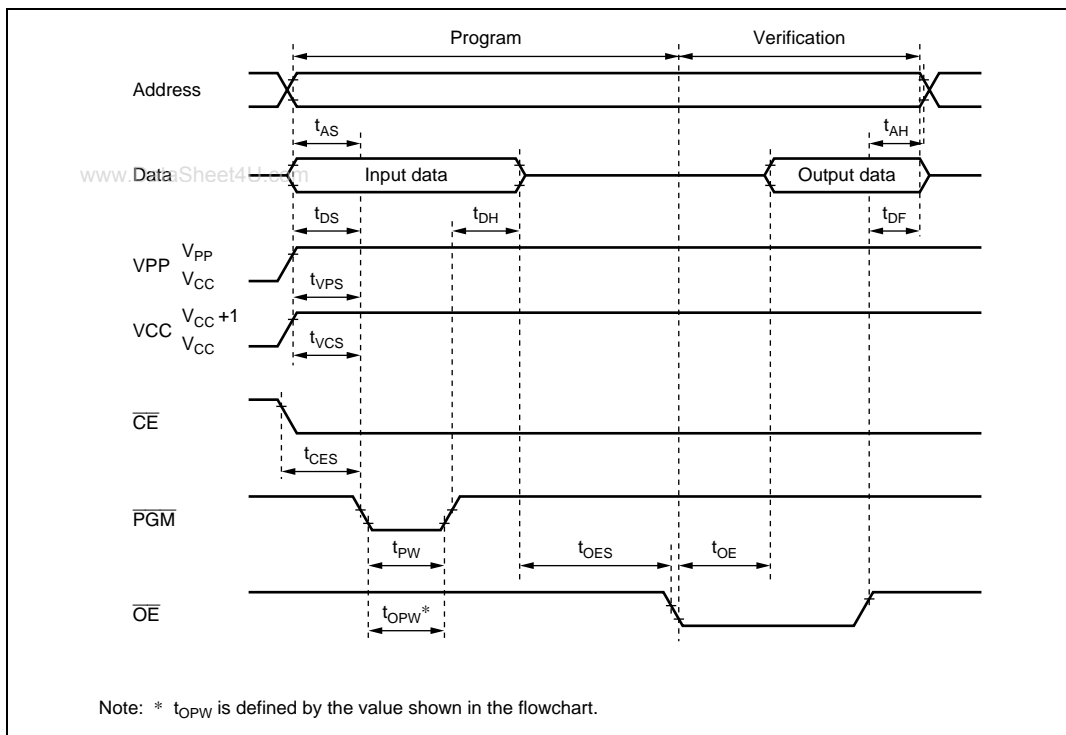 Program Verification
Address
tAS tAH
www.DataSheet4U.com
Data Input data Output data
tDS tDH tDF
VPP VPP
VCC
tVPS
VCC VCC +1
VCC
tVCS
CE
tCES
PGM
tPW tOES tOE
OE
tOPW*
Note: * tOPW is defined by the value shown in the flowchart.